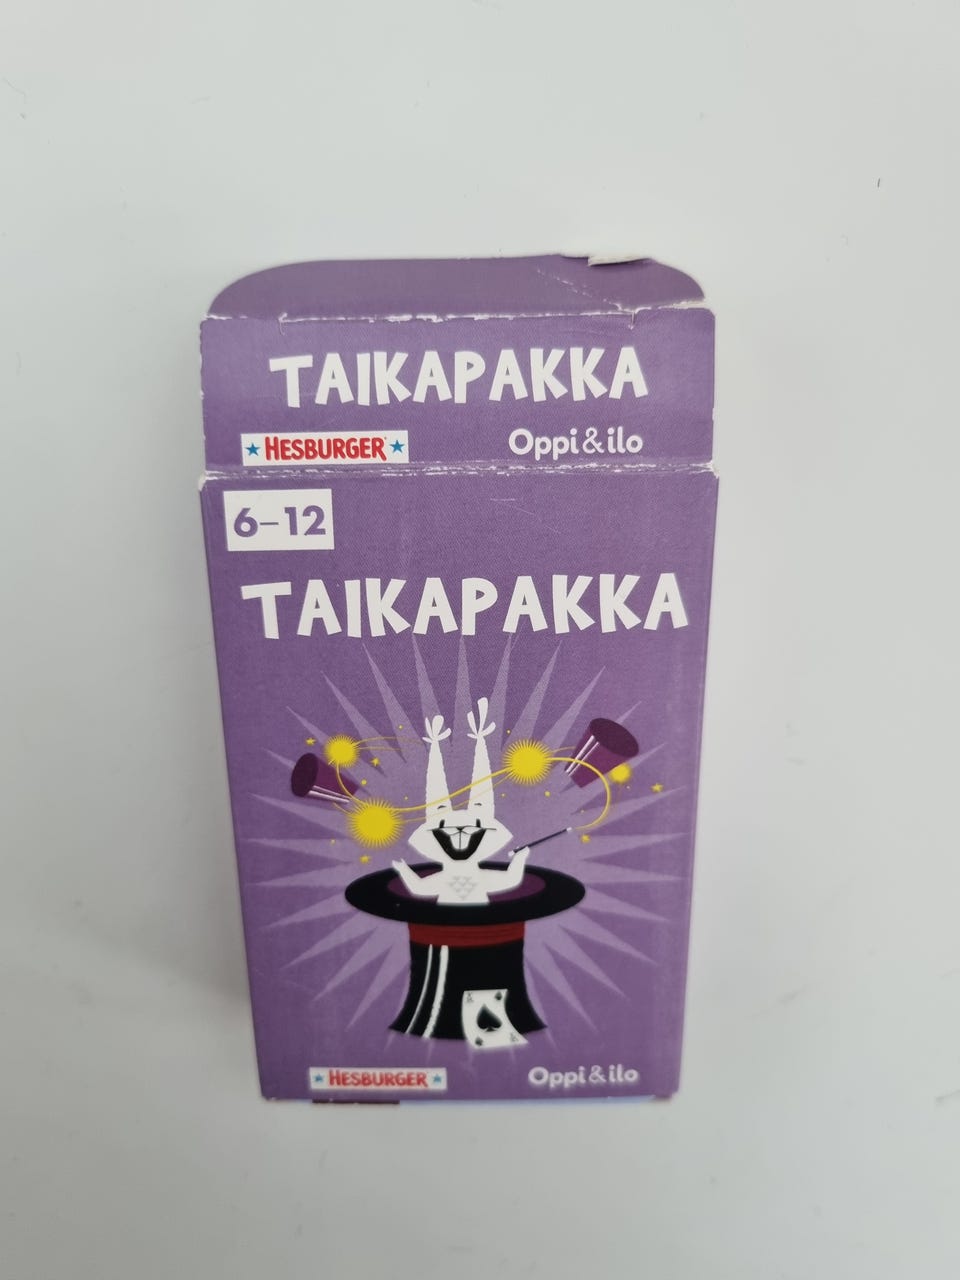 TAIKAPAKKA
HESBURGER
Oppi&ilo
6–12
TAIKAPAKKA
HESBURGER
Oppi&ilo